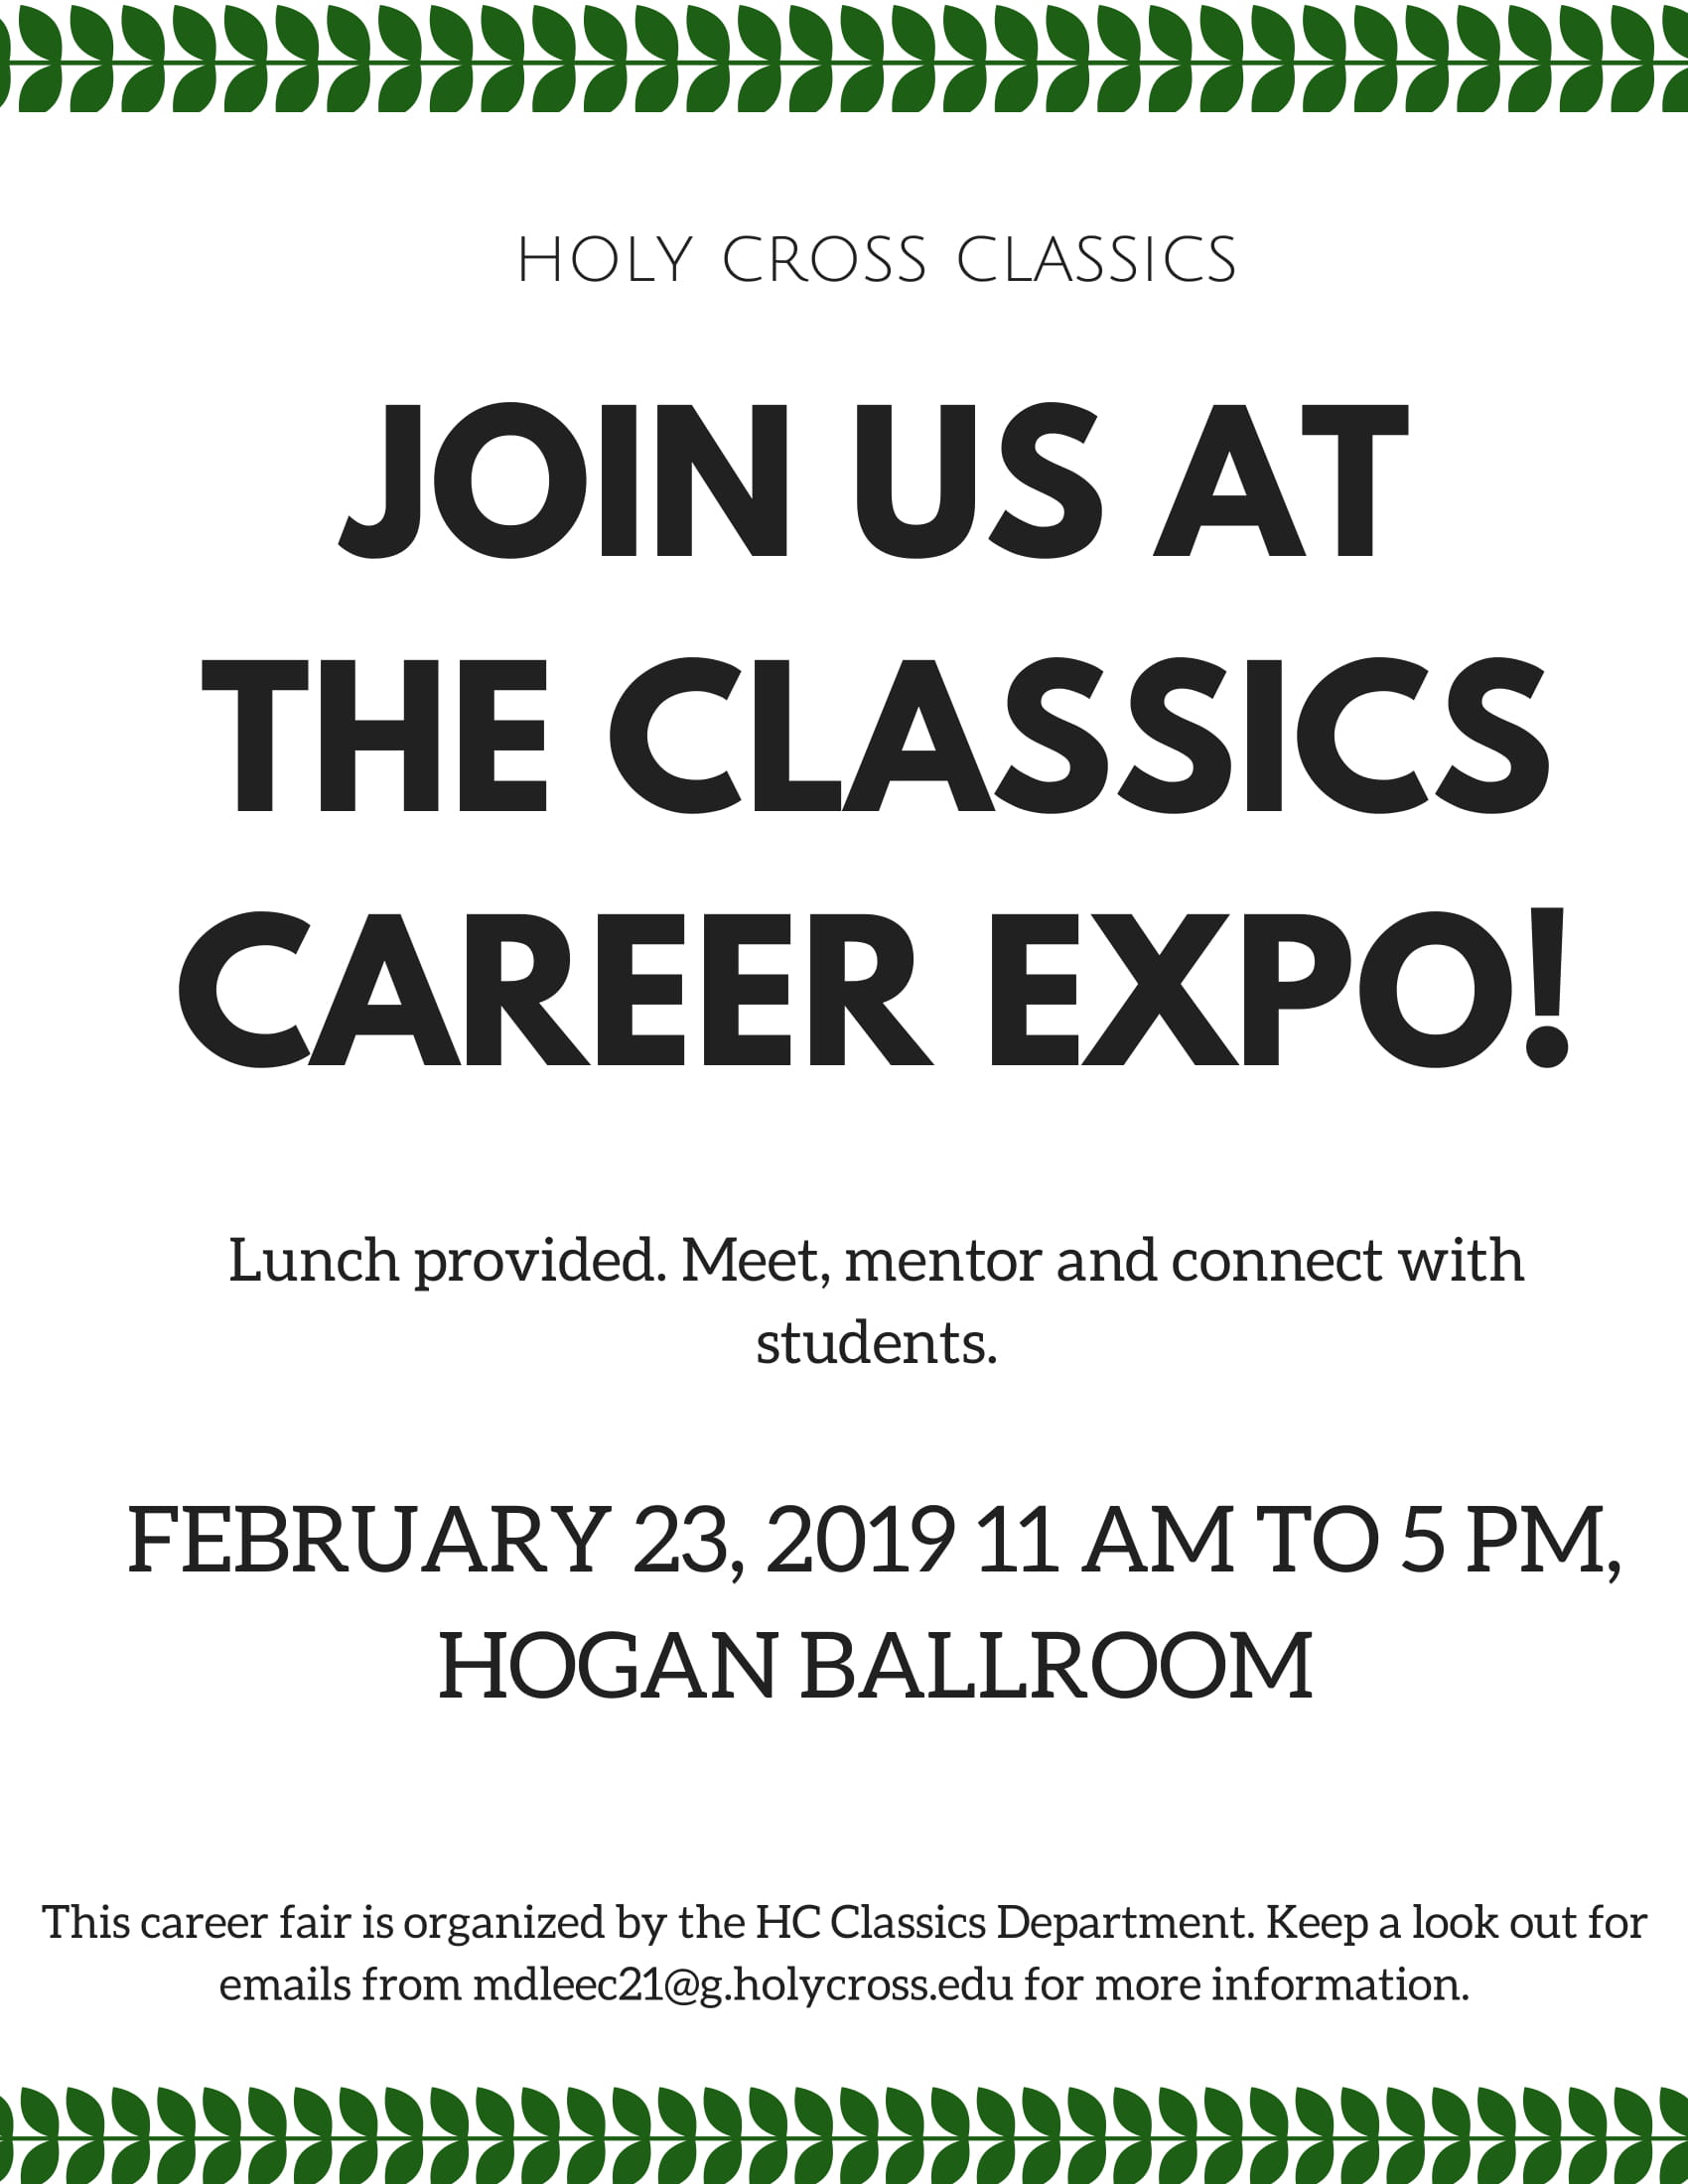 HOLY CROSS CLASSICS
JOIN US AT
THE CLASSICS
CAREER EXPO!
Lunch provided. Meet, mentor and connect with
students.
FEBRUARY 23, 2019 11 AM TO 5 PM,
HOGAN BALLROOM
This career fair is organized by the HC Classics Department. Keep a look out for
emails from mdleec21@g.holycross.edu for more information.